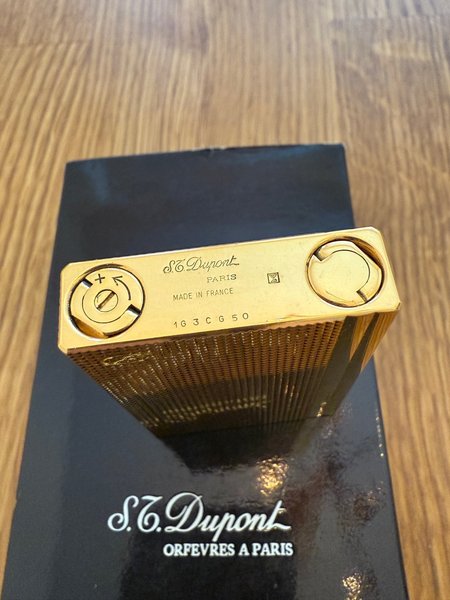 S.T. Dupont
PARIS
MADE IN FRANCE
1G3CG50
+
S.T. Dupont
ORFEVRES A PARIS